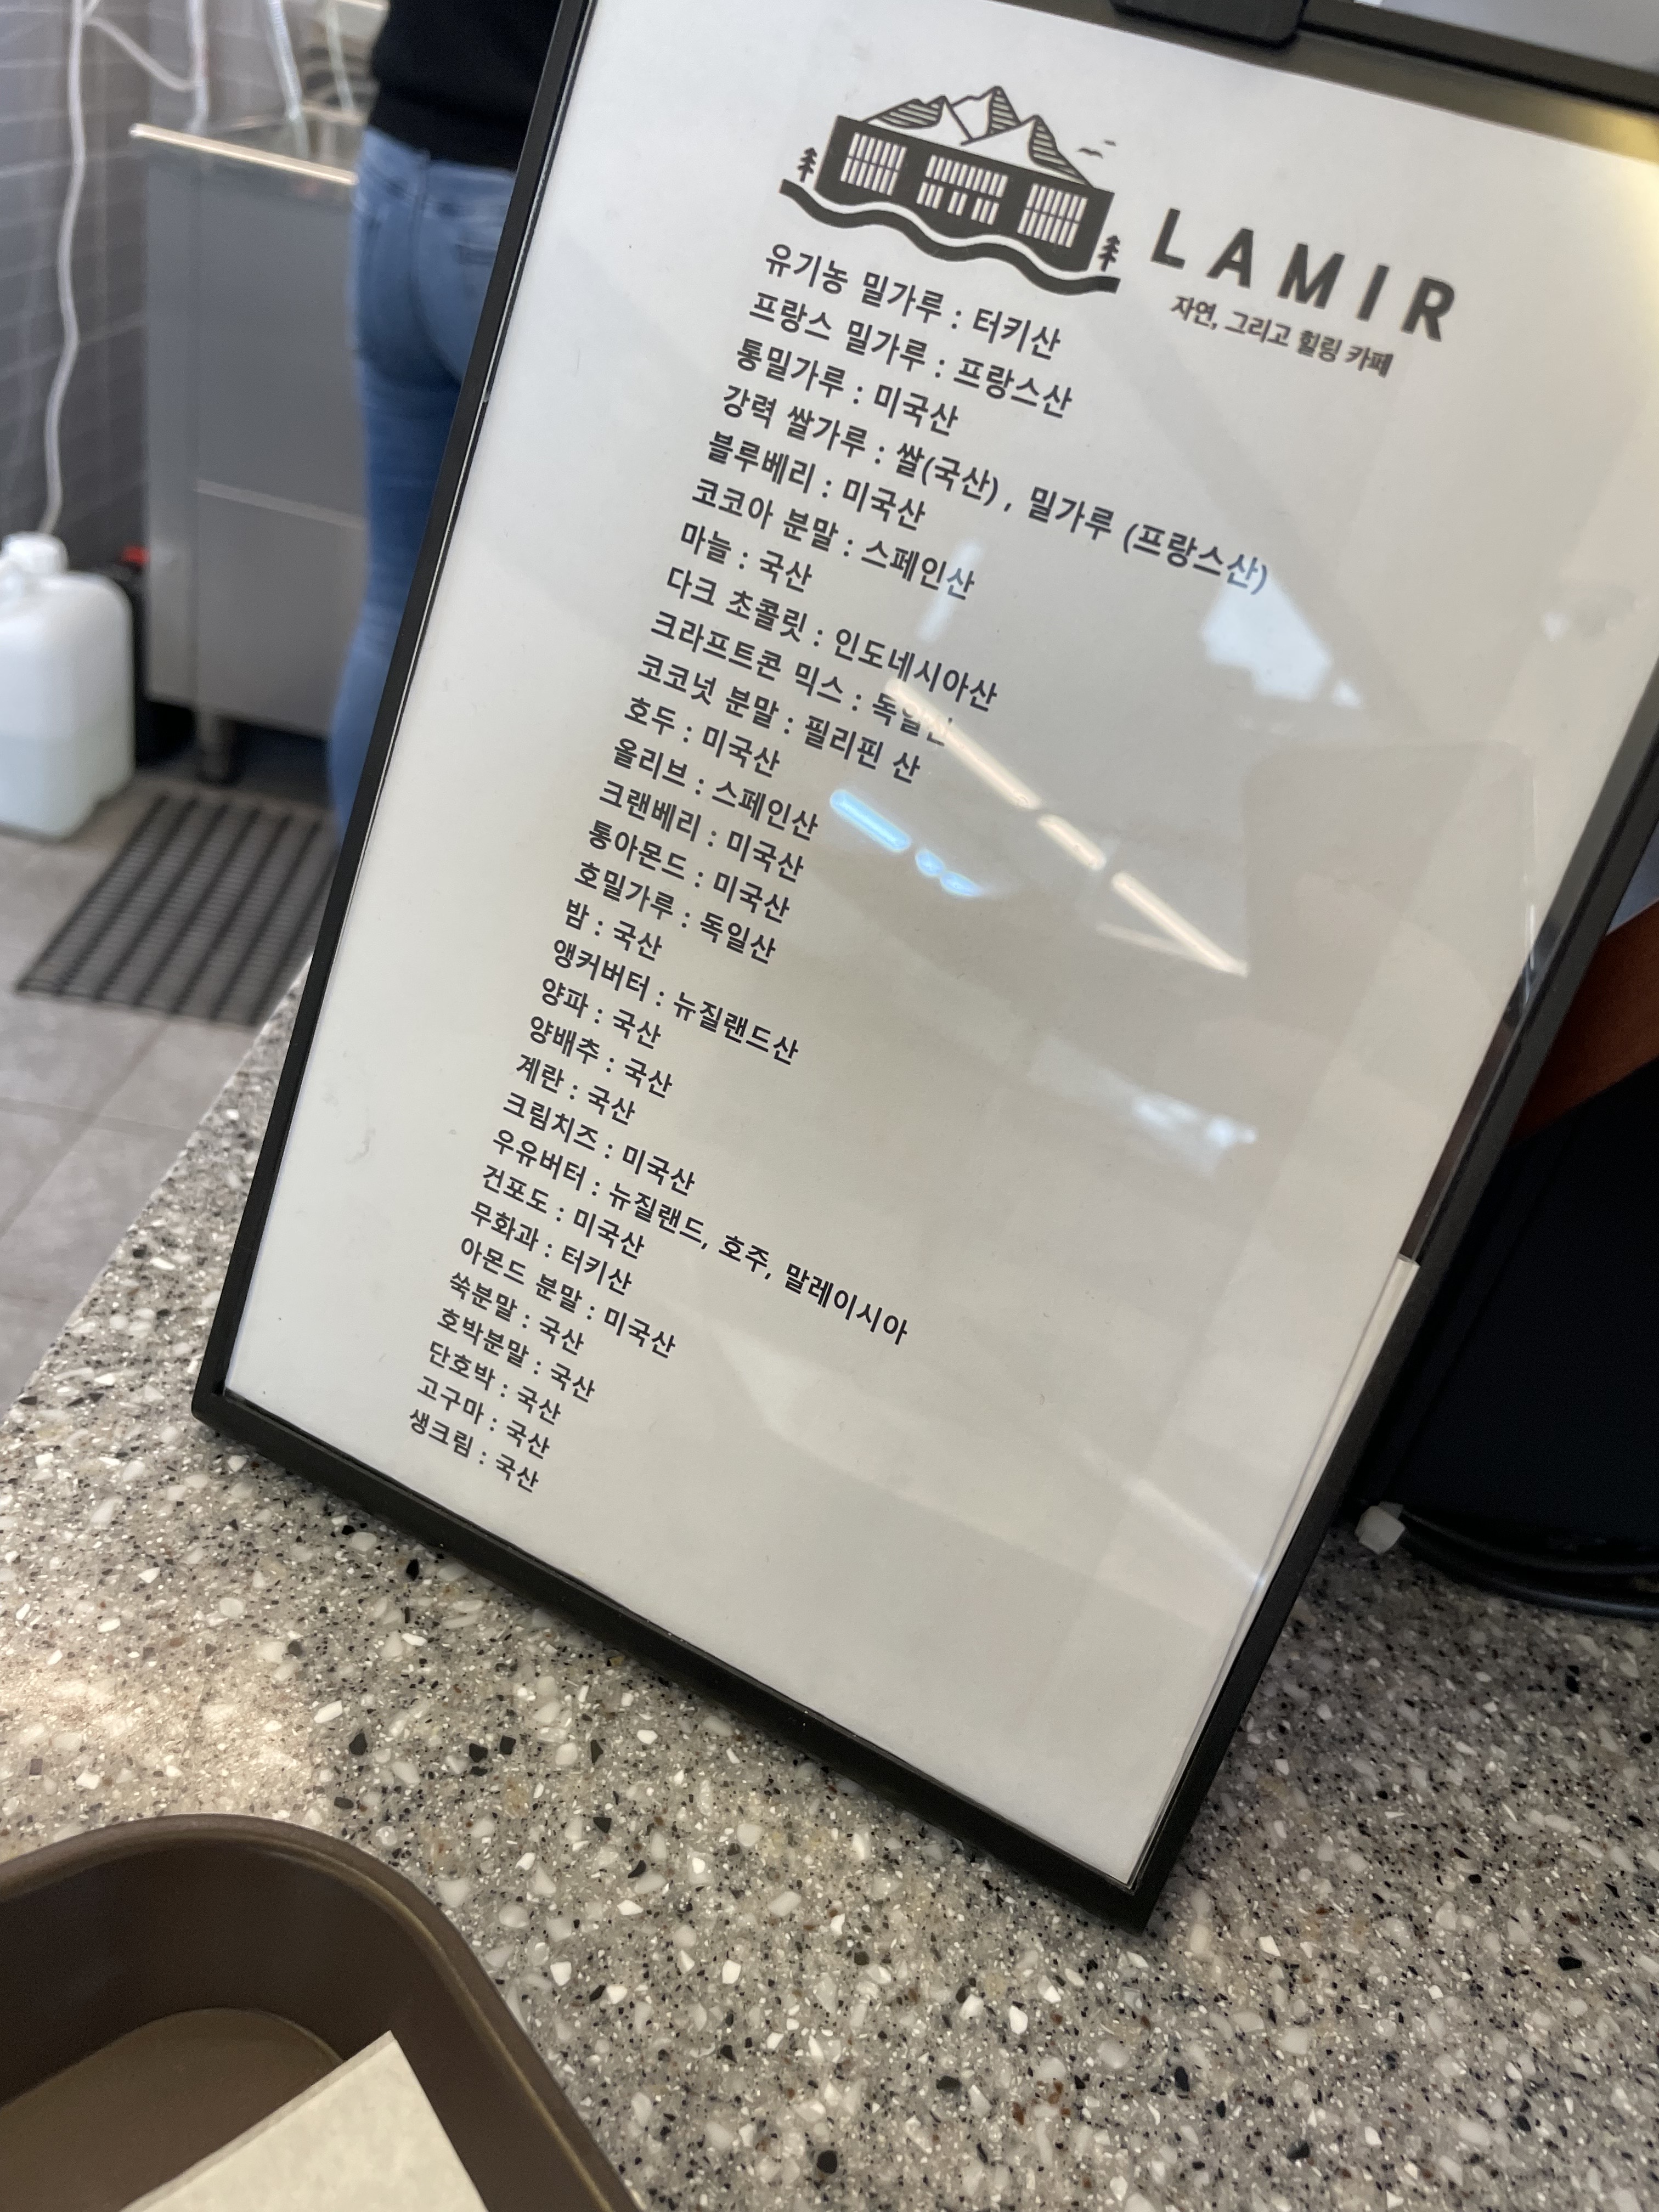 LAMIR
자연, 그리고 힐링 카페
유기농 밀가루 : 터키산
프랑스 밀가루 : 프랑스산
통밀가루 : 미국산
강력 쌀가루 : 쌀(국산) , 밀가루 (프랑스산)
블루베리 : 미국산
코코아 분말 : 스페인산
마늘 : 국산
다크 초콜릿 : 인도네시아산
크라프트콘 믹스 : 독일산
코코넛 분말 : 필리핀 산
호두 : 미국산
올리브 : 스페인산
크랜베리 : 미국산
통아몬드 : 미국산
호밀가루 : 독일산
밤 : 국산
앵커버터 : 뉴질랜드산
양파 : 국산
양배추 : 국산
계란 : 국산
크림치즈 : 미국산
우유버터 : 뉴질랜드, 호주, 말레이시아
건포도 : 미국산
무화과 : 터키산
아몬드 분말 : 미국산
쑥분말 : 국산
호박분말 : 국산
단호박 : 국산
고구마 : 국산
생크림 : 국산